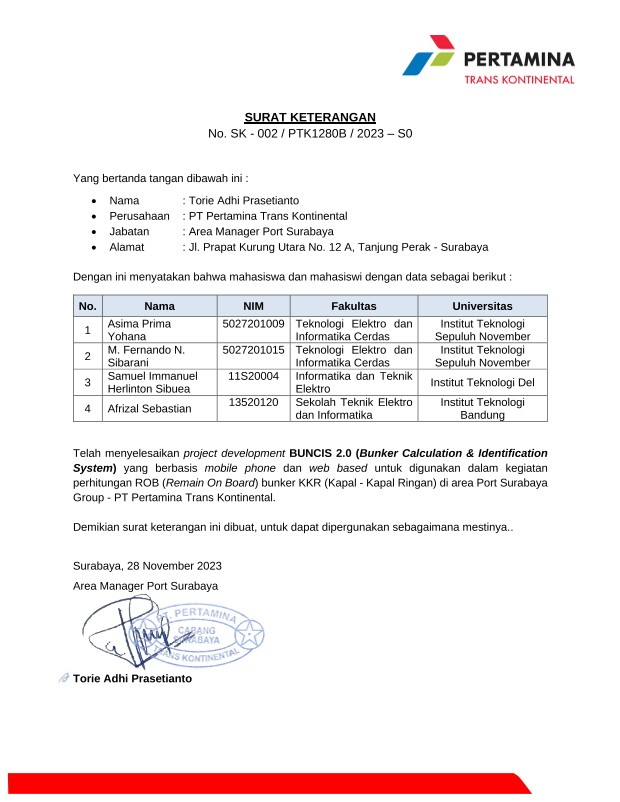 PERTAMINA
TRANS KONTINENTAL
SURAT KETERANGAN
No. SK - 002 / PTK1280B / 2023 – S0
Yang bertanda tangan dibawah ini :
• Nama : Torie Adhi Prasetianto
• Perusahaan : PT Pertamina Trans Kontinental
• Jabatan : Area Manager Port Surabaya
• Alamat : Jl. Prapat Kurung Utara No. 12 A, Tanjung Perak - Surabaya
Dengan ini menyatakan bahwa mahasiswa dan mahasiswi dengan data sebagai berikut :
No. Nama NIM Fakultas Universitas
1 Asima Prima Yohana 5027201009 Teknologi Elektro dan Informatika Cerdas Institut Teknologi Sepuluh November
2 M. Fernando N. Sibarani 5027201015 Teknologi Elektro dan Informatika Cerdas Institut Teknologi Sepuluh November
3 Samuel Immanuel Herlinton Sibuea 11S20004 Informatika dan Teknik Elektro Institut Teknologi Del
4 Afrizal Sebastian 13520120 Sekolah Teknik Elektro dan Informatika Institut Teknologi Bandung
Telah menyelesaikan project development BUNCIS 2.0 (Bunker Calculation & Identification
System) yang berbasis mobile phone dan web based untuk digunakan dalam kegiatan
perhitungan ROB (Remain On Board) bunker KKR (Kapal - Kapal Ringan) di area Port Surabaya
Group - PT Pertamina Trans Kontinental.
Demikian surat keterangan ini dibuat, untuk dapat dipergunakan sebagaimana mestinya..
Surabaya, 28 November 2023
Area Manager Port Surabaya
PT. PERTAMINA
CABANG
SURABAYA
TRANS KONTINENTAL
Torie Adhi Prasetianto